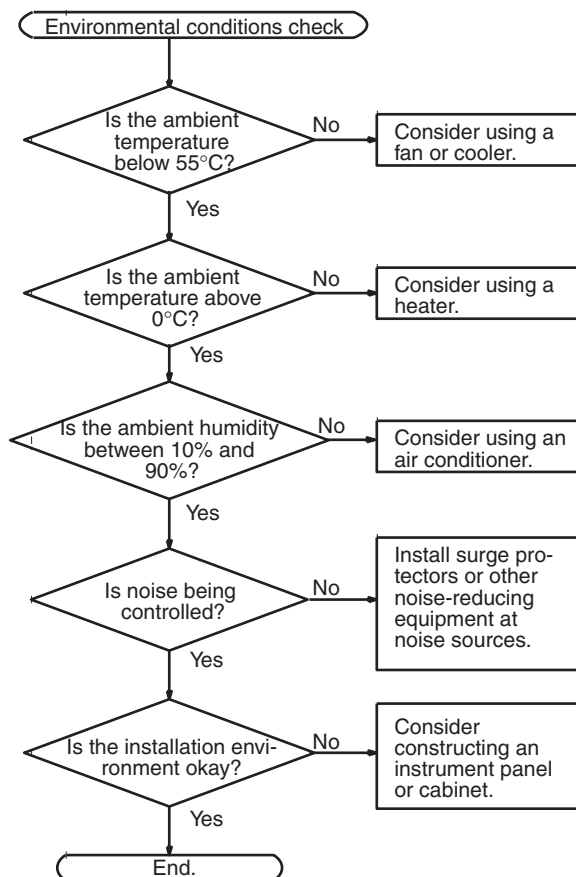 Environmental conditions check
Is the ambient
temperature
below 55°C?
No
Consider using a
fan or cooler.
Yes
Is the ambient
temperature above
0°C?
No
Consider using a
heater.
Yes
Is the ambient humidity
between 10% and
90%?
No
Consider using an
air conditioner.
Yes
Is noise being
controlled?
No
Install surge pro-
tectors or other
noise-reducing
equipment at
noise sources.
Yes
Is the installation envi-
ronment okay?
No
Consider
constructing an
instrument panel
or cabinet.
Yes
End.